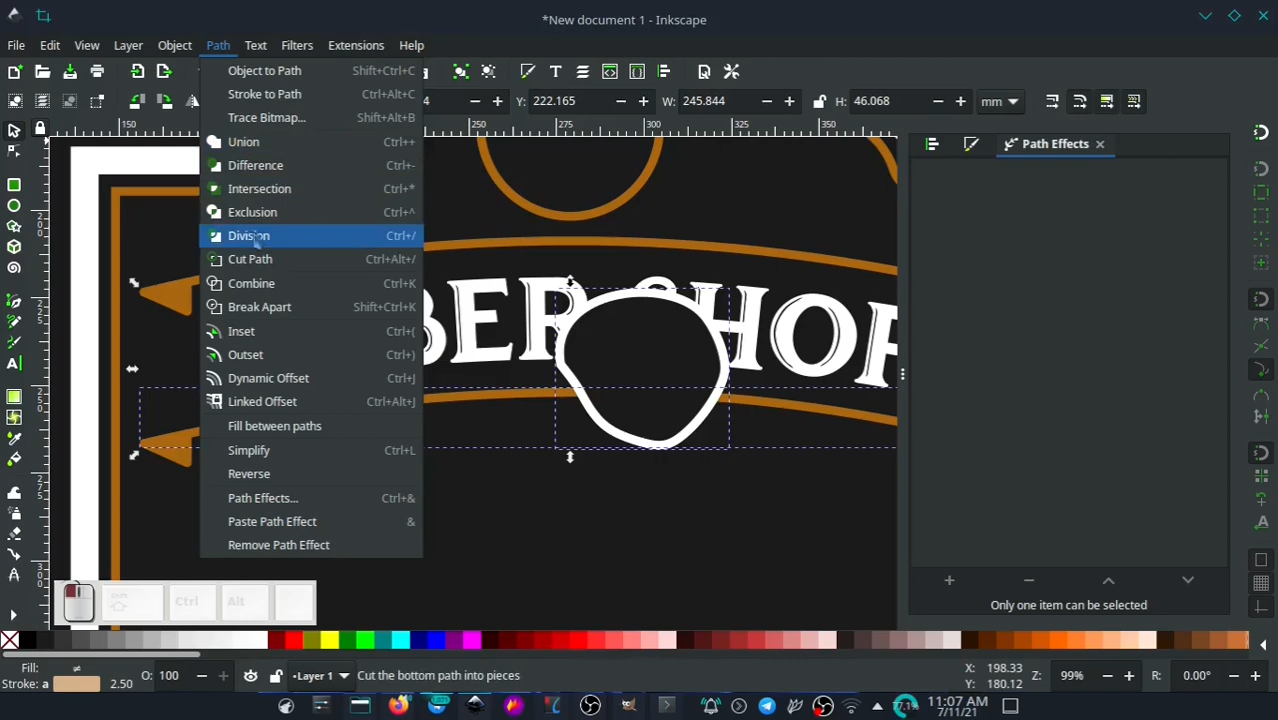 *New document 1 - Inkscape
File Edit View Layer Object Path Text Filters Extensions Help
4 Y: 222.165 W: 245.844 H: 46.068 mm
Object to Path Shift+Ctrl+C
Stroke to Path Ctrl+Alt+C
Trace Bitmap... Shift+Alt+B
Union Ctrl++
Difference Ctrl+-
Intersection Ctrl+*
Exclusion Ctrl+^
Division Ctrl+/
Cut Path Ctrl+Alt+/
Combine Ctrl+K
Break Apart Shift+Ctrl+K
Inset Ctrl+(
Outset Ctrl+)
Dynamic Offset Ctrl+J
Linked Offset Ctrl+Alt+J
Fill between paths
Simplify Ctrl+L
Reverse
Path Effects... Ctrl+&
Paste Path Effect &
Remove Path Effect
150 250 275 300 325 350
Path Effects
BER SHOP
Only one item can be selected
Shift Ctrl Alt
Fill: ≠
Stroke: a 2.50
O: 100
•Layer 1
Cut the bottom path into pieces
X: 198.33
Y: 180.12
Z: 99%
R: 0.00°
77.1%
11:07 AM
7/11/21